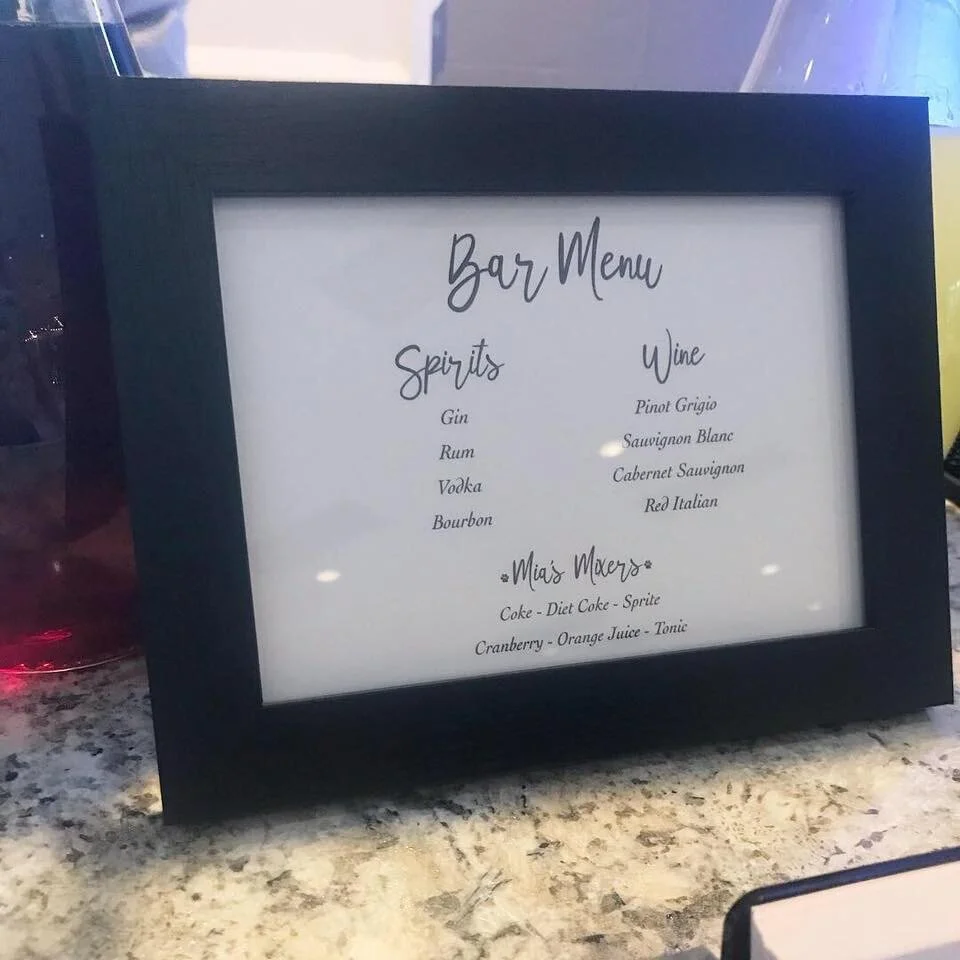 Bar Menu
Spirits
Gin
Rum
Vodka
Bourbon
Wine
Pinot Grigio
Sauvignon Blanc
Cabernet Sauvignon
Red Italian
Mia's Mixers
Coke - Diet Coke - Sprite
Cranberry - Orange Juice - Tonic